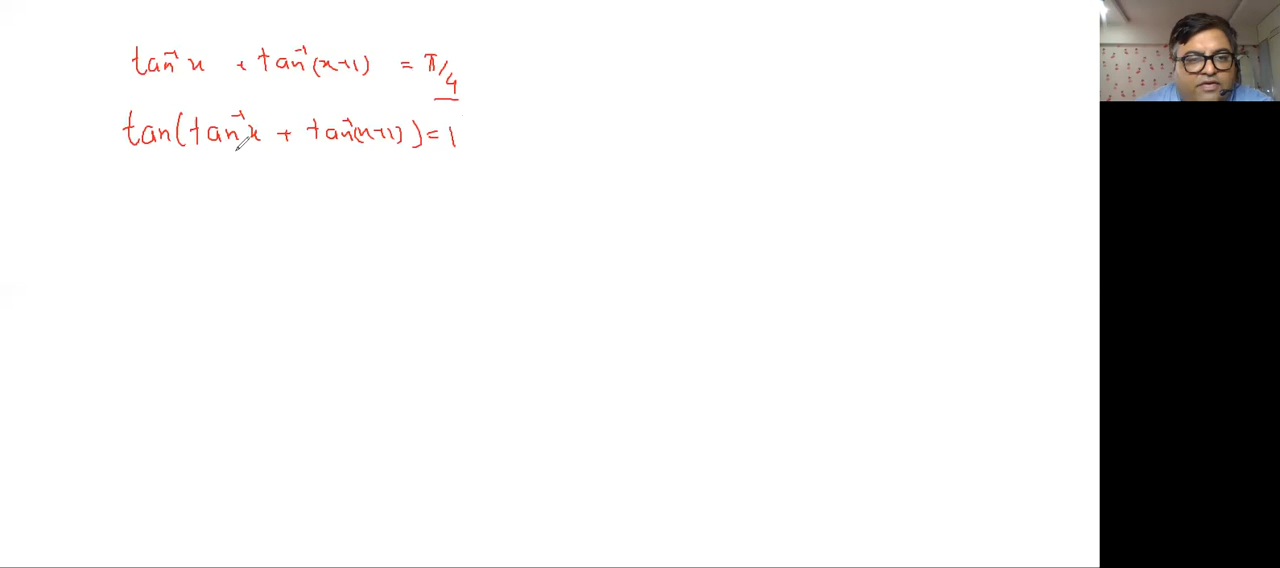 tan⁻¹x + tan⁻¹(x+1) = π/4
tan(tan⁻¹x + tan⁻¹(x+1)) = 1